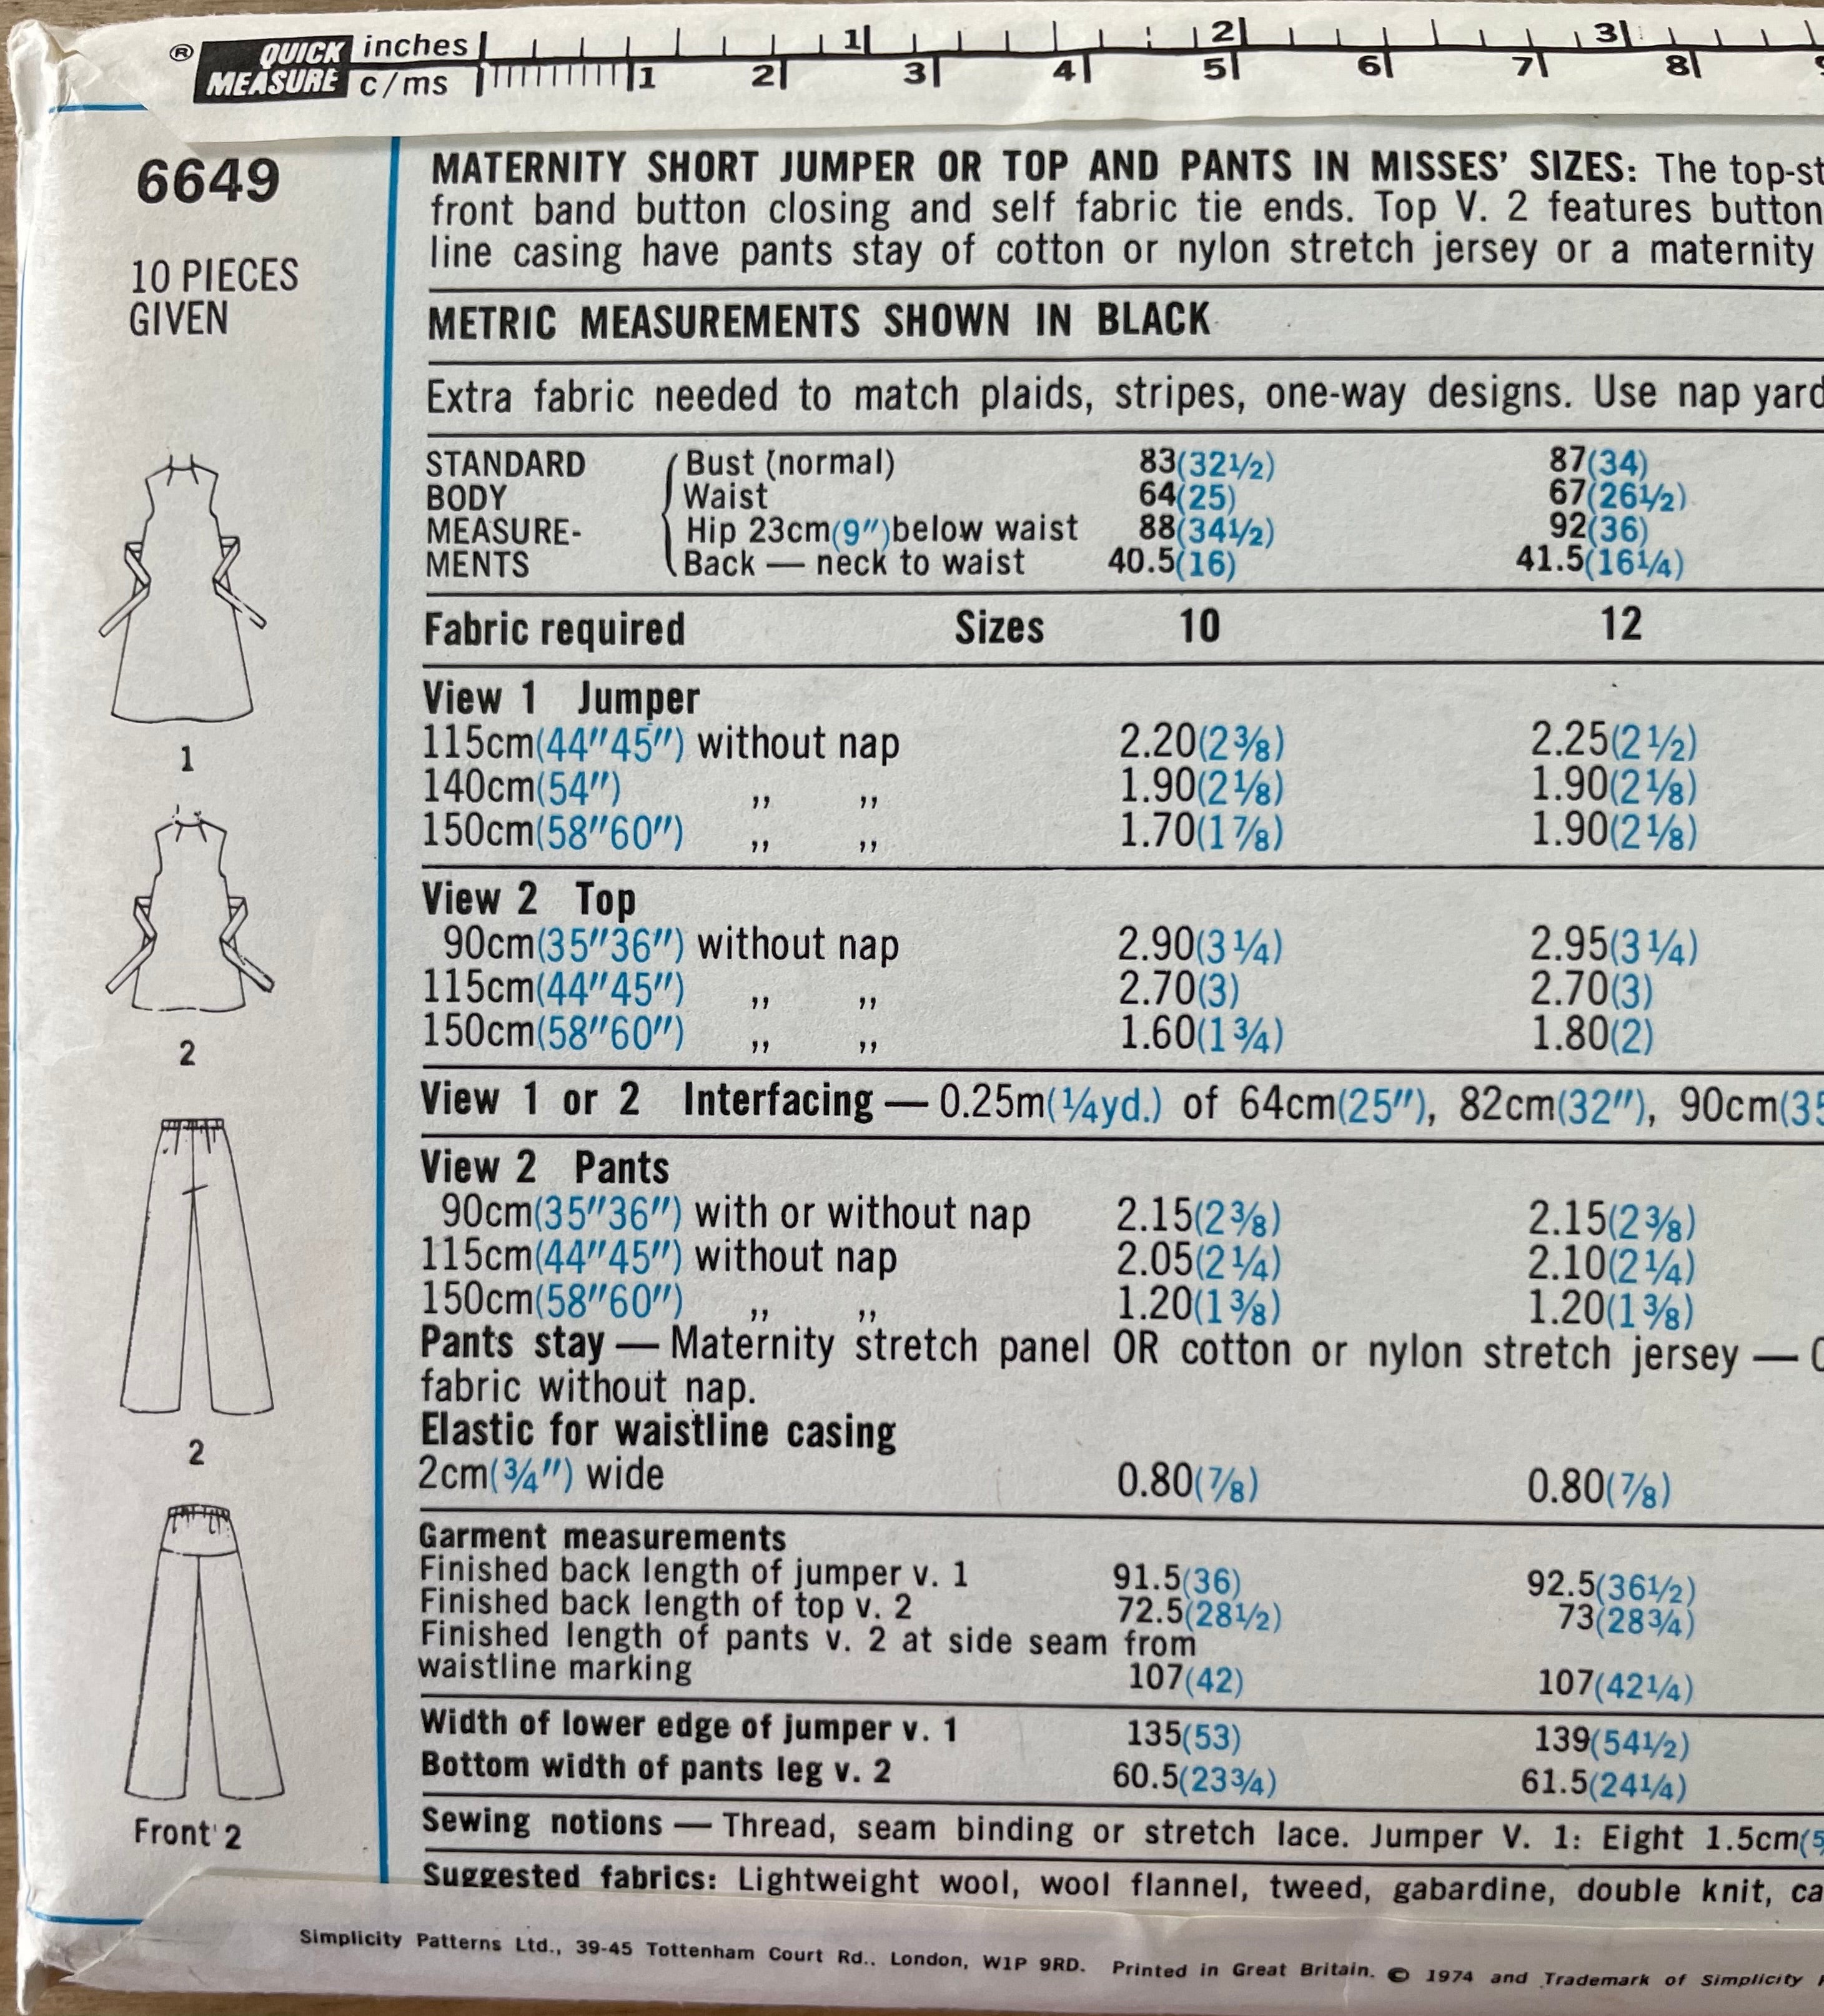 ® QUICK MEASURE inches c/ms
1 2 3
1 2 3 4 5 6 7 8
6649
10 PIECES
GIVEN
MATERNITY SHORT JUMPER OR TOP AND PANTS IN MISSES' SIZES: The top-st
front band button closing and self fabric tie ends. Top V. 2 features button
line casing have pants stay of cotton or nylon stretch jersey or a maternity
METRIC MEASUREMENTS SHOWN IN BLACK
Extra fabric needed to match plaids, stripes, one-way designs. Use nap yard
STANDARD Bust (normal) 83(32½) 87(34)
BODY Waist 64(25) 67(26½)
MEASURE- Hip 23cm(9″)below waist 88(34½) 92(36)
MENTS Back — neck to waist 40.5(16) 41.5(16¼)
Fabric required Sizes 10 12
View 1 Jumper
115cm(44″45″) without nap 2.20(2⅜) 2.25(2½)
140cm(54″) ,, ,, 1.90(2⅛) 1.90(2⅛)
150cm(58″60″) ,, ,, 1.70(1⅞) 1.90(2⅛)
View 2 Top
90cm(35″36″) without nap 2.90(3¼) 2.95(3¼)
115cm(44″45″) ,, ,, 2.70(3) 2.70(3)
150cm(58″60″) ,, ,, 1.60(1¾) 1.80(2)
View 1 or 2 Interfacing — 0.25m(¼yd.) of 64cm(25″), 82cm(32″), 90cm(35
View 2 Pants
90cm(35″36″) with or without nap 2.15(2⅜) 2.15(2⅜)
115cm(44″45″) without nap 2.05(2¼) 2.10(2¼)
150cm(58″60″) ,, ,, 1.20(1⅜) 1.20(1⅜)
Pants stay — Maternity stretch panel OR cotton or nylon stretch jersey —
fabric without nap.
Elastic for waistline casing
2cm(¾″) wide 0.80(⅞) 0.80(⅞)
Garment measurements
Finished back length of jumper v. 1 91.5(36) 92.5(36½)
Finished back length of top v. 2 72.5(28½) 73(28¾)
Finished length of pants v. 2 at side seam from
waistline marking 107(42) 107(42¼)
Width of lower edge of jumper v. 1 135(53) 139(54½)
Bottom width of pants leg v. 2 60.5(23¾) 61.5(24¼)
Sewing notions — Thread, seam binding or stretch lace. Jumper V. 1: Eight 1.5cm(5
Suggested fabrics: Lightweight wool, wool flannel, tweed, gabardine, double knit, ca
1
2
2
Front 2
Simplicity Patterns Ltd., 39-45 Tottenham Court Rd., London, W1P 9RD. Printed in Great Britain. © 1974 and Trademark of Simplicity